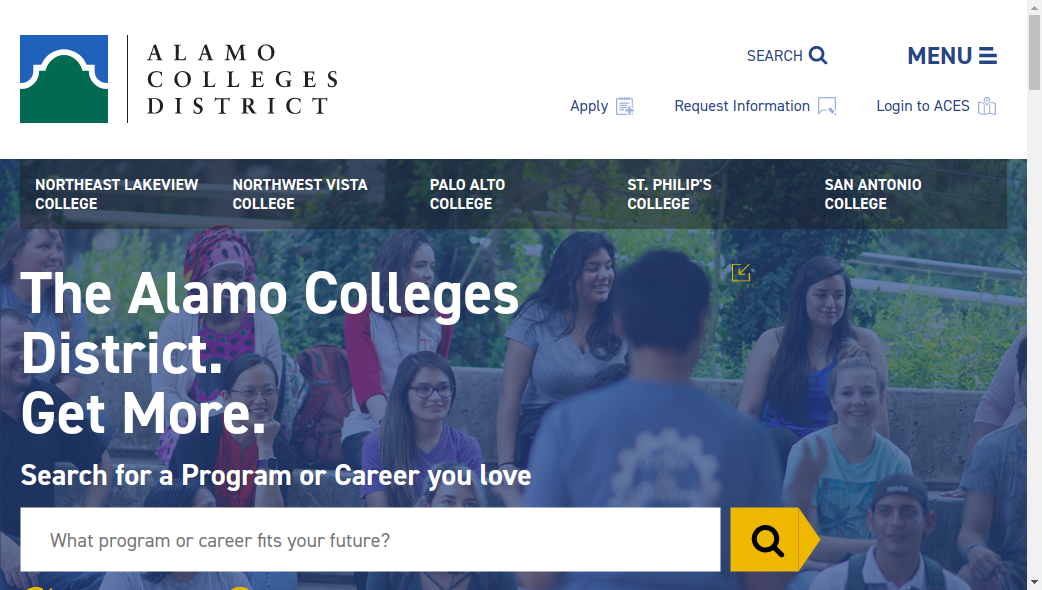 ALAMO
COLLEGES
DISTRICT
SEARCH
MENU
Apply
Request Information
Login to ACES
NORTHEAST LAKEVIEW
COLLEGE
NORTHWEST VISTA
COLLEGE
PALO ALTO
COLLEGE
ST. PHILIP'S
COLLEGE
SAN ANTONIO
COLLEGE
The Alamo Colleges
District.
Get More.
Search for a Program or Career you love
What program or career fits your future?